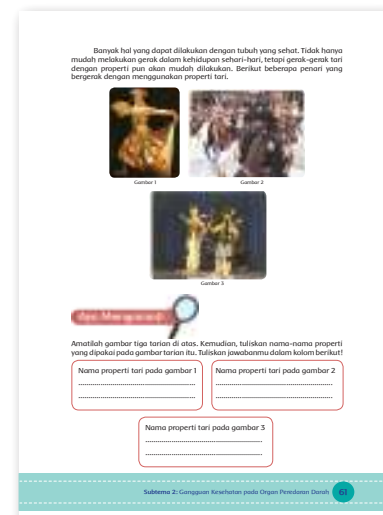 Banyak hal yang dapat dilakukan dengan tubuh yang sehat. Tidak hanya
mudah melakukan gerak dalam kehidupan sehari-hari, tetapi gerak-gerak tari
dengan properti pun akan mudah dilakukan. Berikut beberapa penari yang
bergerak dengan menggunakan properti tari.
Gambar 1
Gambar 2
Gambar 3
Ayo Mengamati
Amatilah gambar tiga tarian di atas. Kemudian, tuliskan nama-nama properti
yang dipakai pada gambar tarian itu. Tuliskan jawabanmu dalam kolom berikut!
Nama properti tari pada gambar 1
Nama properti tari pada gambar 2
Nama properti tari pada gambar 3
Subtema 2: Gangguan Kesehatan pada Organ Peredaran Darah
61